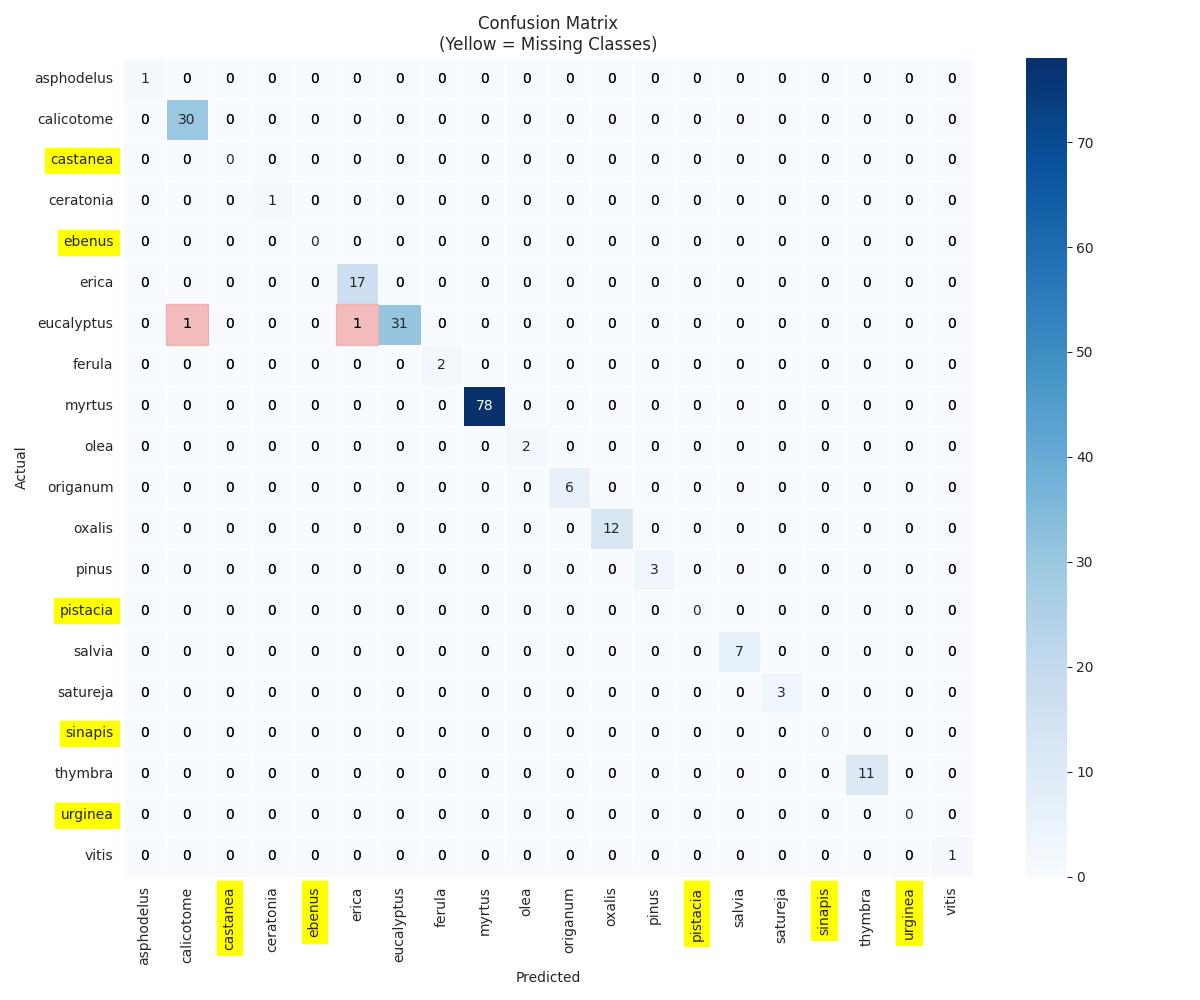 Confusion Matrix
(Yellow = Missing Classes)
asphodelus 1 0 0 0 0 0 0 0 0 0 0 0 0 0 0 0 0 0 0 0
calicotome 0 30 0 0 0 0 0 0 0 0 0 0 0 0 0 0 0 0 0 0
castanea 0 0 0 0 0 0 0 0 0 0 0 0 0 0 0 0 0 0 0 0
ceratonia 0 0 0 1 0 0 0 0 0 0 0 0 0 0 0 0 0 0 0 0
ebenus 0 0 0 0 0 0 0 0 0 0 0 0 0 0 0 0 0 0 0 0
erica 0 0 0 0 0 17 0 0 0 0 0 0 0 0 0 0 0 0 0 0
eucalyptus 0 1 0 0 0 1 31 0 0 0 0 0 0 0 0 0 0 0 0 0
ferula 0 0 0 0 0 0 0 2 0 0 0 0 0 0 0 0 0 0 0 0
myrtus 0 0 0 0 0 0 0 0 78 0 0 0 0 0 0 0 0 0 0 0
olea 0 0 0 0 0 0 0 0 0 2 0 0 0 0 0 0 0 0 0 0
origanum 0 0 0 0 0 0 0 0 0 0 6 0 0 0 0 0 0 0 0 0
oxalis 0 0 0 0 0 0 0 0 0 0 0 12 0 0 0 0 0 0 0 0
pinus 0 0 0 0 0 0 0 0 0 0 0 0 3 0 0 0 0 0 0 0
pistacia 0 0 0 0 0 0 0 0 0 0 0 0 0 0 0 0 0 0 0 0
salvia 0 0 0 0 0 0 0 0 0 0 0 0 0 0 7 0 0 0 0 0
satureja 0 0 0 0 0 0 0 0 0 0 0 0 0 0 0 3 0 0 0 0
sinapis 0 0 0 0 0 0 0 0 0 0 0 0 0 0 0 0 0 0 0 0
thymbra 0 0 0 0 0 0 0 0 0 0 0 0 0 0 0 0 0 11 0 0
urginea 0 0 0 0 0 0 0 0 0 0 0 0 0 0 0 0 0 0 0 0
vitis 0 0 0 0 0 0 0 0 0 0 0 0 0 0 0 0 0 0 0 1
Actual
asphodelus
calicotome
castanea
ceratonia
ebenus
erica
eucalyptus
ferula
myrtus
olea
origanum
oxalis
pinus
pistacia
salvia
satureja
sinapis
thymbra
urginea
vitis
Predicted
70
60
50
40
30
20
10
0